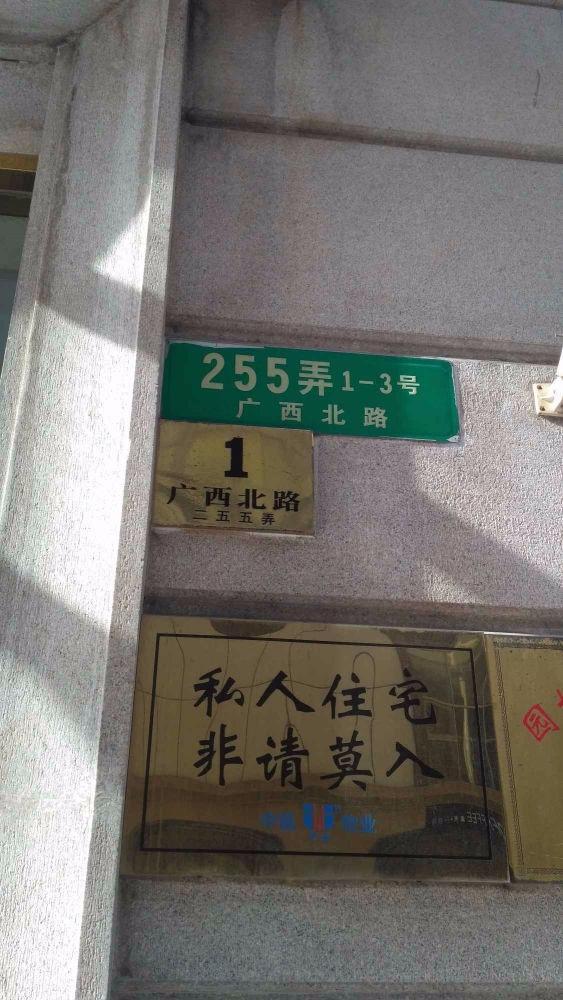 255弄 1-3号
广西北路
1
广西北路
二五五弄
私人住宅
非请莫入
物业